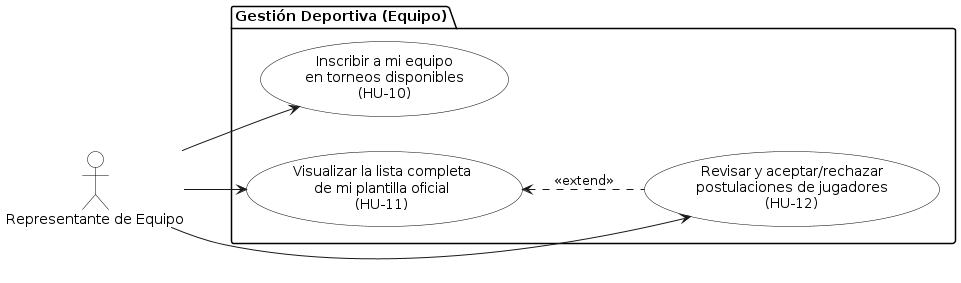 Gestión Deportiva (Equipo)
Inscribir a mi equipo
en torneos disponibles
(HU-10)
Visualizar la lista completa
de mi plantilla oficial
(HU-11)
«extend»
Revisar y aceptar/rechazar
postulaciones de jugadores
(HU-12)
Representante de Equipo